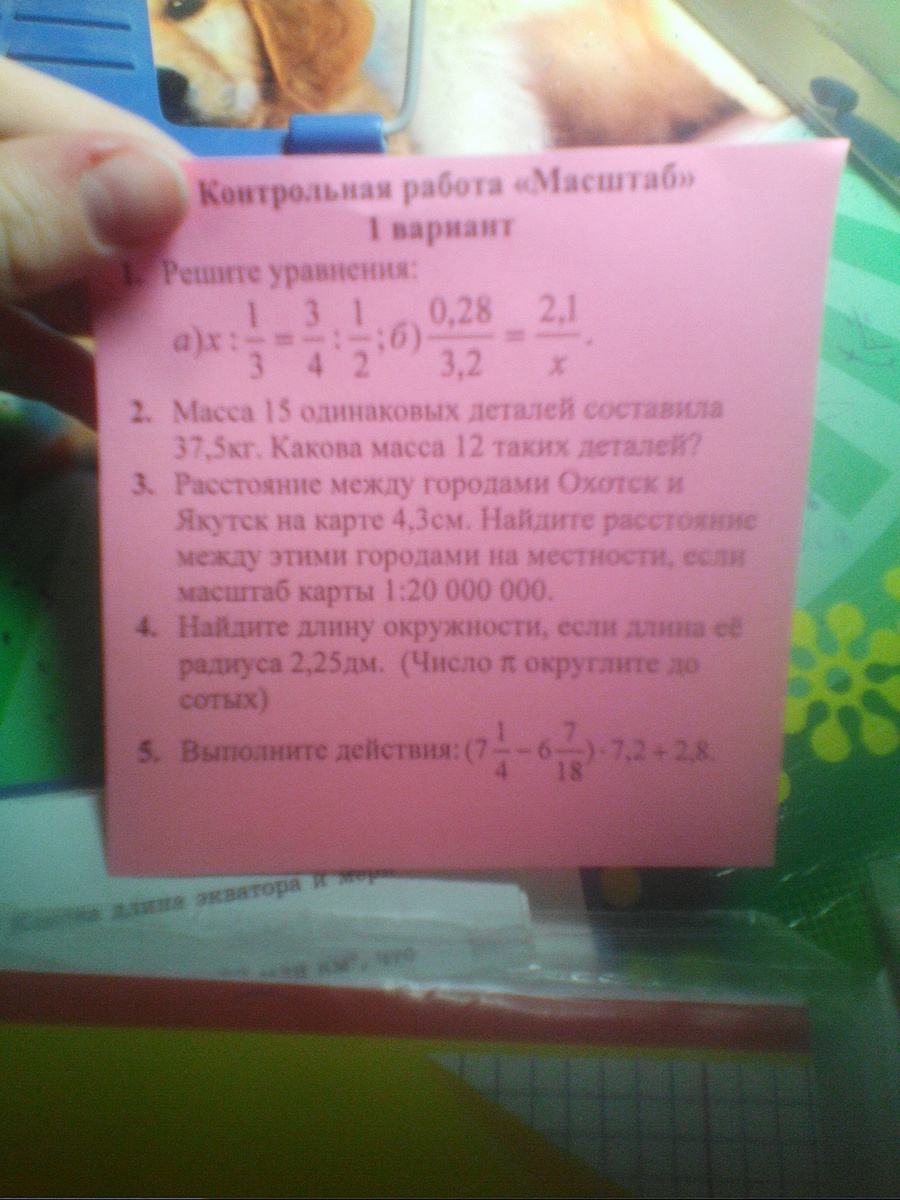 Контрольная работа «Масштаб»
1 вариант
1. Решите уравнения:
а) x : 1/3 = 3/4 : 1/2; б) 0,28/3,2 = 2,1/x.
2. Масса 15 одинаковых деталей составила
37,5кг. Какова масса 12 таких деталей?
3. Расстояние между городами Охотск и
Якутск на карте 4,3см. Найдите расстояние
между этими городами на местности, если
масштаб карты 1:20 000 000.
4. Найдите длину окружности, если длина её
радиуса 2,25дм. (Число π округлите до
сотых)
5. Выполните действия: (7 1/4 − 6 7/18) · 7,2 + 2,8.
длина экватора и
км², что